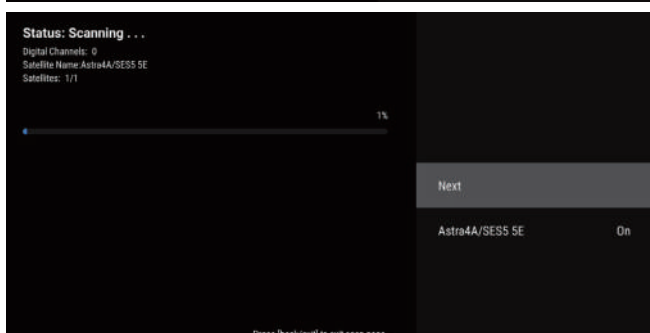 Status: Scanning . . .
Digital Channels: 0
Satellite Name:Astra4A/SES5 5E
Satellites: 1/1
1%
Next
Astra4A/SES5 5E On